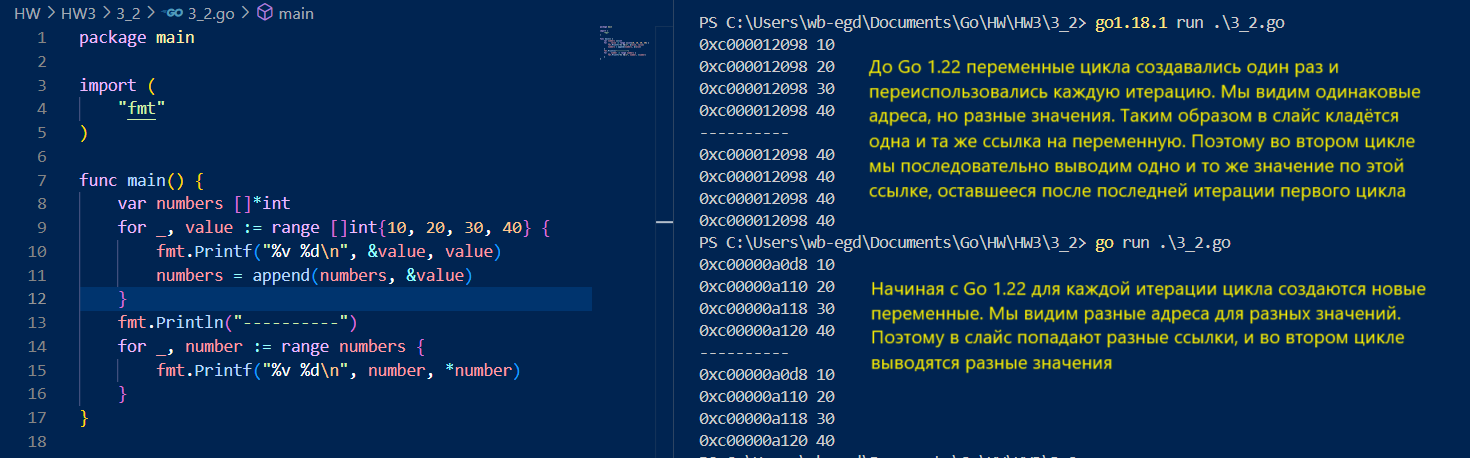 HW > HW3 > 3_2 > 3_2.go > main
1 package main
2
3 import (
4 "fmt"
5 )
6
7 func main() {
8 var numbers []*int
9 for _, value := range []int{10, 20, 30, 40} {
10 fmt.Printf("%v %d\n", &value, value)
11 numbers = append(numbers, &value)
12 }
13 fmt.Println("----------")
14 for _, number := range numbers {
15 fmt.Printf("%v %d\n", number, *number)
16 }
17 }
18
PS C:\Users\wb-egd\Documents\Go\HW\HW3\3_2> go1.18.1 run .\3_2.go
0xc000012098 10
0xc000012098 20
0xc000012098 30
0xc000012098 40
----------
0xc000012098 40
0xc000012098 40
0xc000012098 40
0xc000012098 40
До Go 1.22 переменные цикла создавались один раз и
переиспользовались каждую итерацию. Мы видим одинаковые
адреса, но разные значения. Таким образом в слайс кладётся
одна и та же ссылка на переменную. Поэтому во втором цикле
мы последовательно выводим одно и то же значение по этой
ссылке, оставшееся после последней итерации первого цикла
PS C:\Users\wb-egd\Documents\Go\HW\HW3\3_2> go run .\3_2.go
0xc00000a0d8 10
0xc00000a110 20
0xc00000a118 30
0xc00000a120 40
----------
0xc00000a0d8 10
0xc00000a110 20
0xc00000a118 30
0xc00000a120 40
Начиная с Go 1.22 для каждой итерации цикла создаются новые
переменные. Мы видим разные адреса для разных значений.
Поэтому в слайс попадают разные ссылки, и во втором цикле
выводятся разные значения